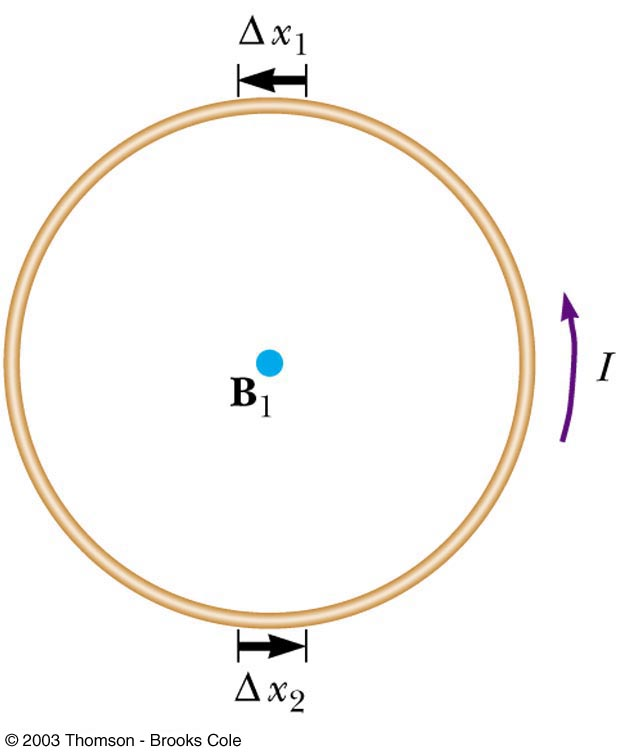 Δx₁
B₁
I
Δx₂
© 2003 Thomson - Brooks Cole